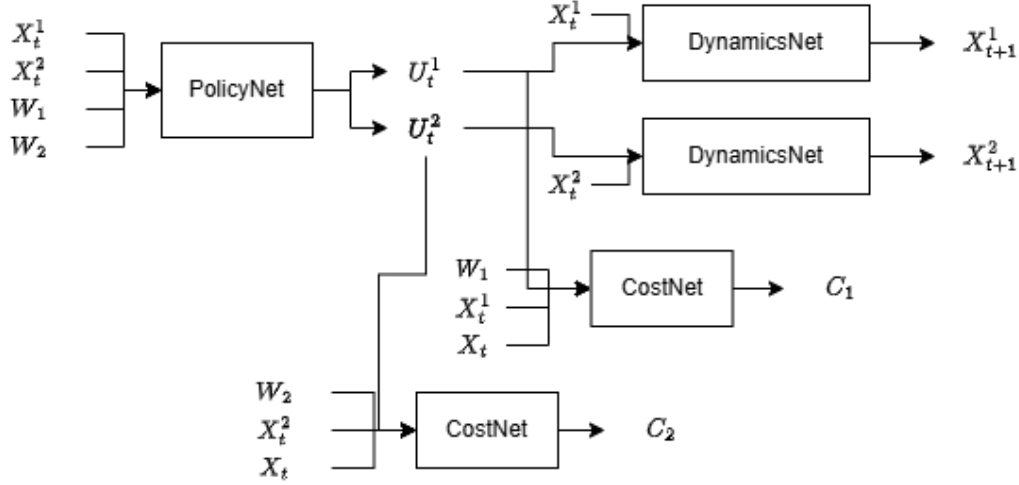 X_t^1
X_t^2
W_1
W_2
PolicyNet
U_t^1
U_t^2
X_t^1
DynamicsNet
X_{t+1}^1
X_t^2
DynamicsNet
X_{t+1}^2
W_1
X_t^1
X_t
CostNet
C_1
W_2
X_t^2
X_t
CostNet
C_2